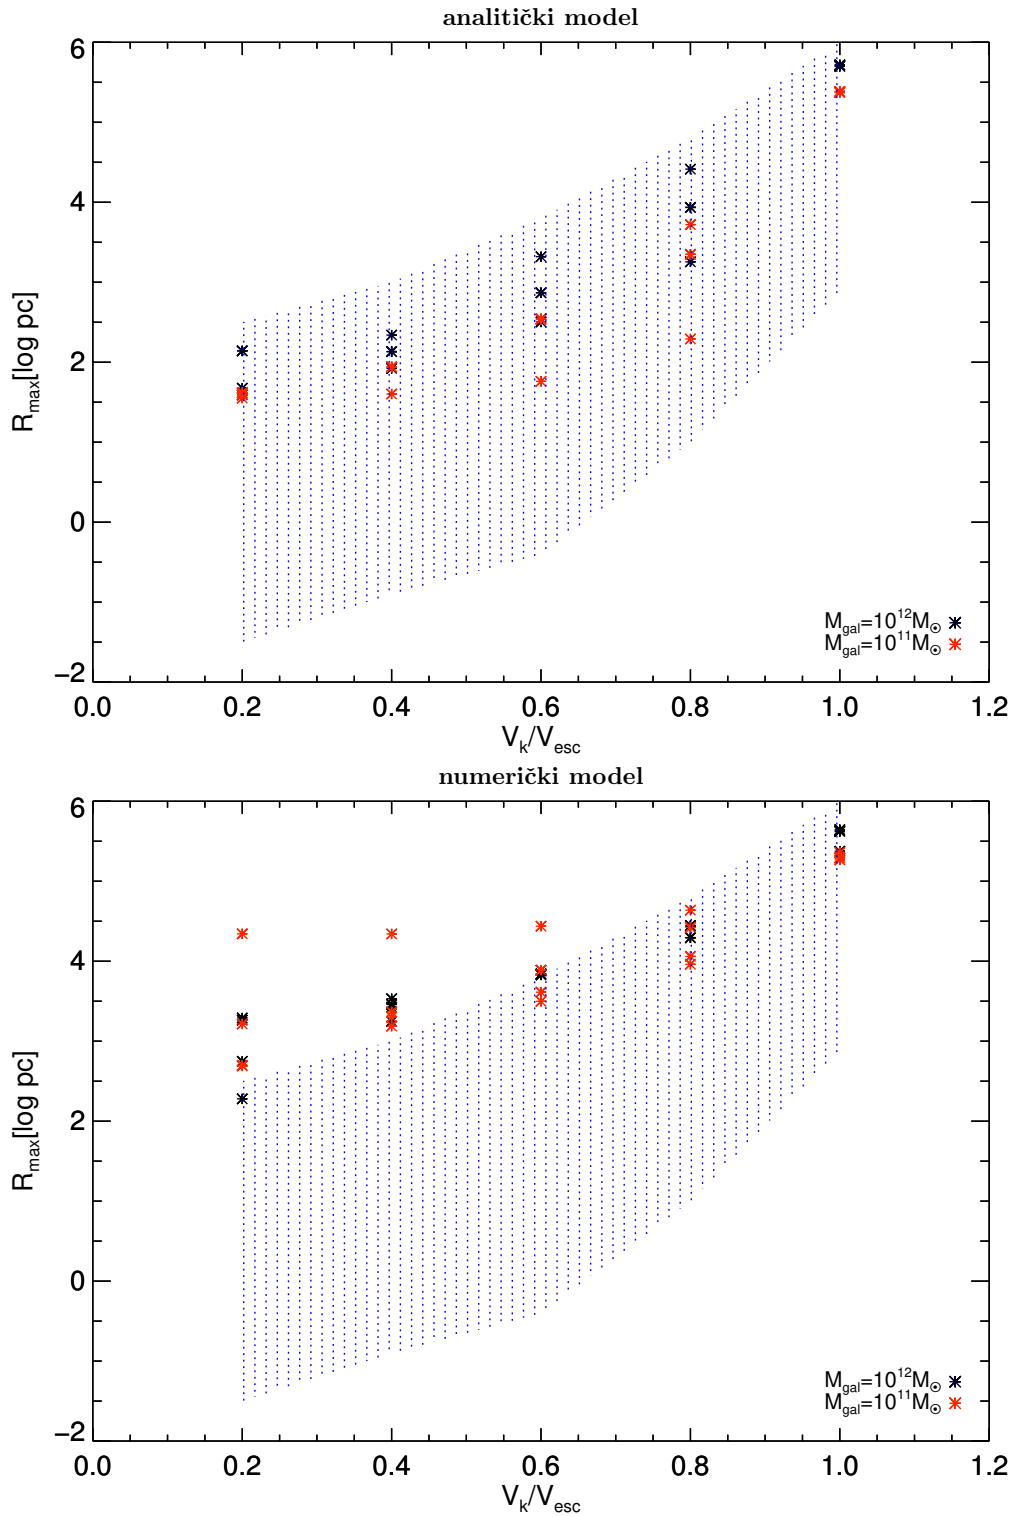 analitički model
6
4
2
0
−2
R_max[log pc]
M_gal=10^12M_⊙
M_gal=10^11M_⊙
0.0 0.2 0.4 0.6 0.8 1.0 1.2
V_k/V_esc
numerički model
6
4
2
0
−2
R_max[log pc]
M_gal=10^12M_⊙
M_gal=10^11M_⊙
0.0 0.2 0.4 0.6 0.8 1.0 1.2
V_k/V_esc